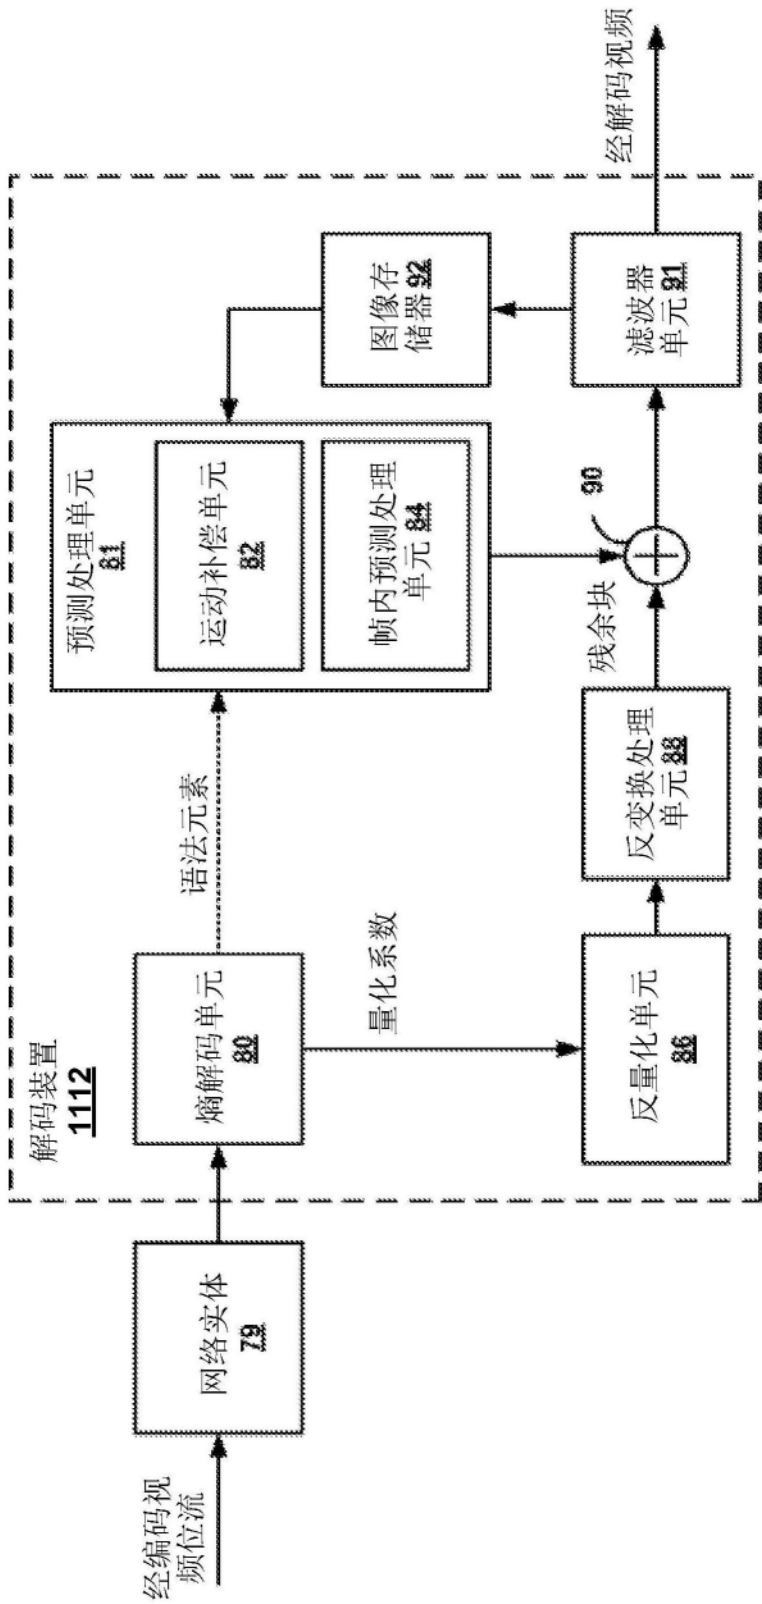 解码装置
1112
经编码视
频位流
网络实体
79
熵解码单元
80
语法元素
量化系数
预测处理单元
81
运动补偿单元
82
帧内预测处理
单元 84
图像存
储器 92
反量化单元
86
反变换处理
单元 88
残余块
90
滤波器
单元 91
经解码视频